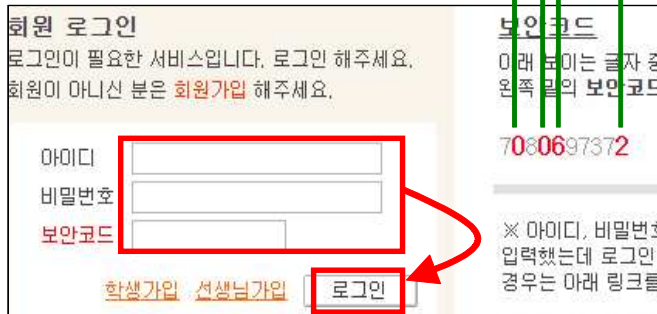 회원 로그인
로그인이 필요한 서비스입니다. 로그인 해주세요.
회원이 아니신 분은 회원가입 해주세요.
아이디
비밀번호
보안코드
학생가입 선생님가입 로그인
보안코드
아래 보이는 글자 중
왼쪽 밑의 보안코드
7080697372
※ 아이디, 비밀번호
입력했는데 로그인
경우는 아래 링크를